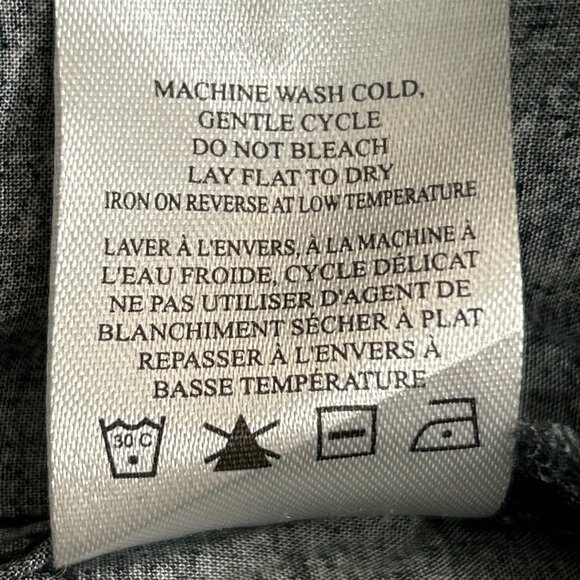 MACHINE WASH COLD,
GENTLE CYCLE
DO NOT BLEACH
LAY FLAT TO DRY
IRON ON REVERSE AT LOW TEMPERATURE
LAVER À L'ENVERS, À LA MACHINE À
L'EAU FROIDE, CYCLE DÉLICAT
NE PAS UTILISER D'AGENT DE
BLANCHIMENT SÉCHER À PLAT
REPASSER À L'ENVERS À
BASSE TEMPÉRATURE
30 C